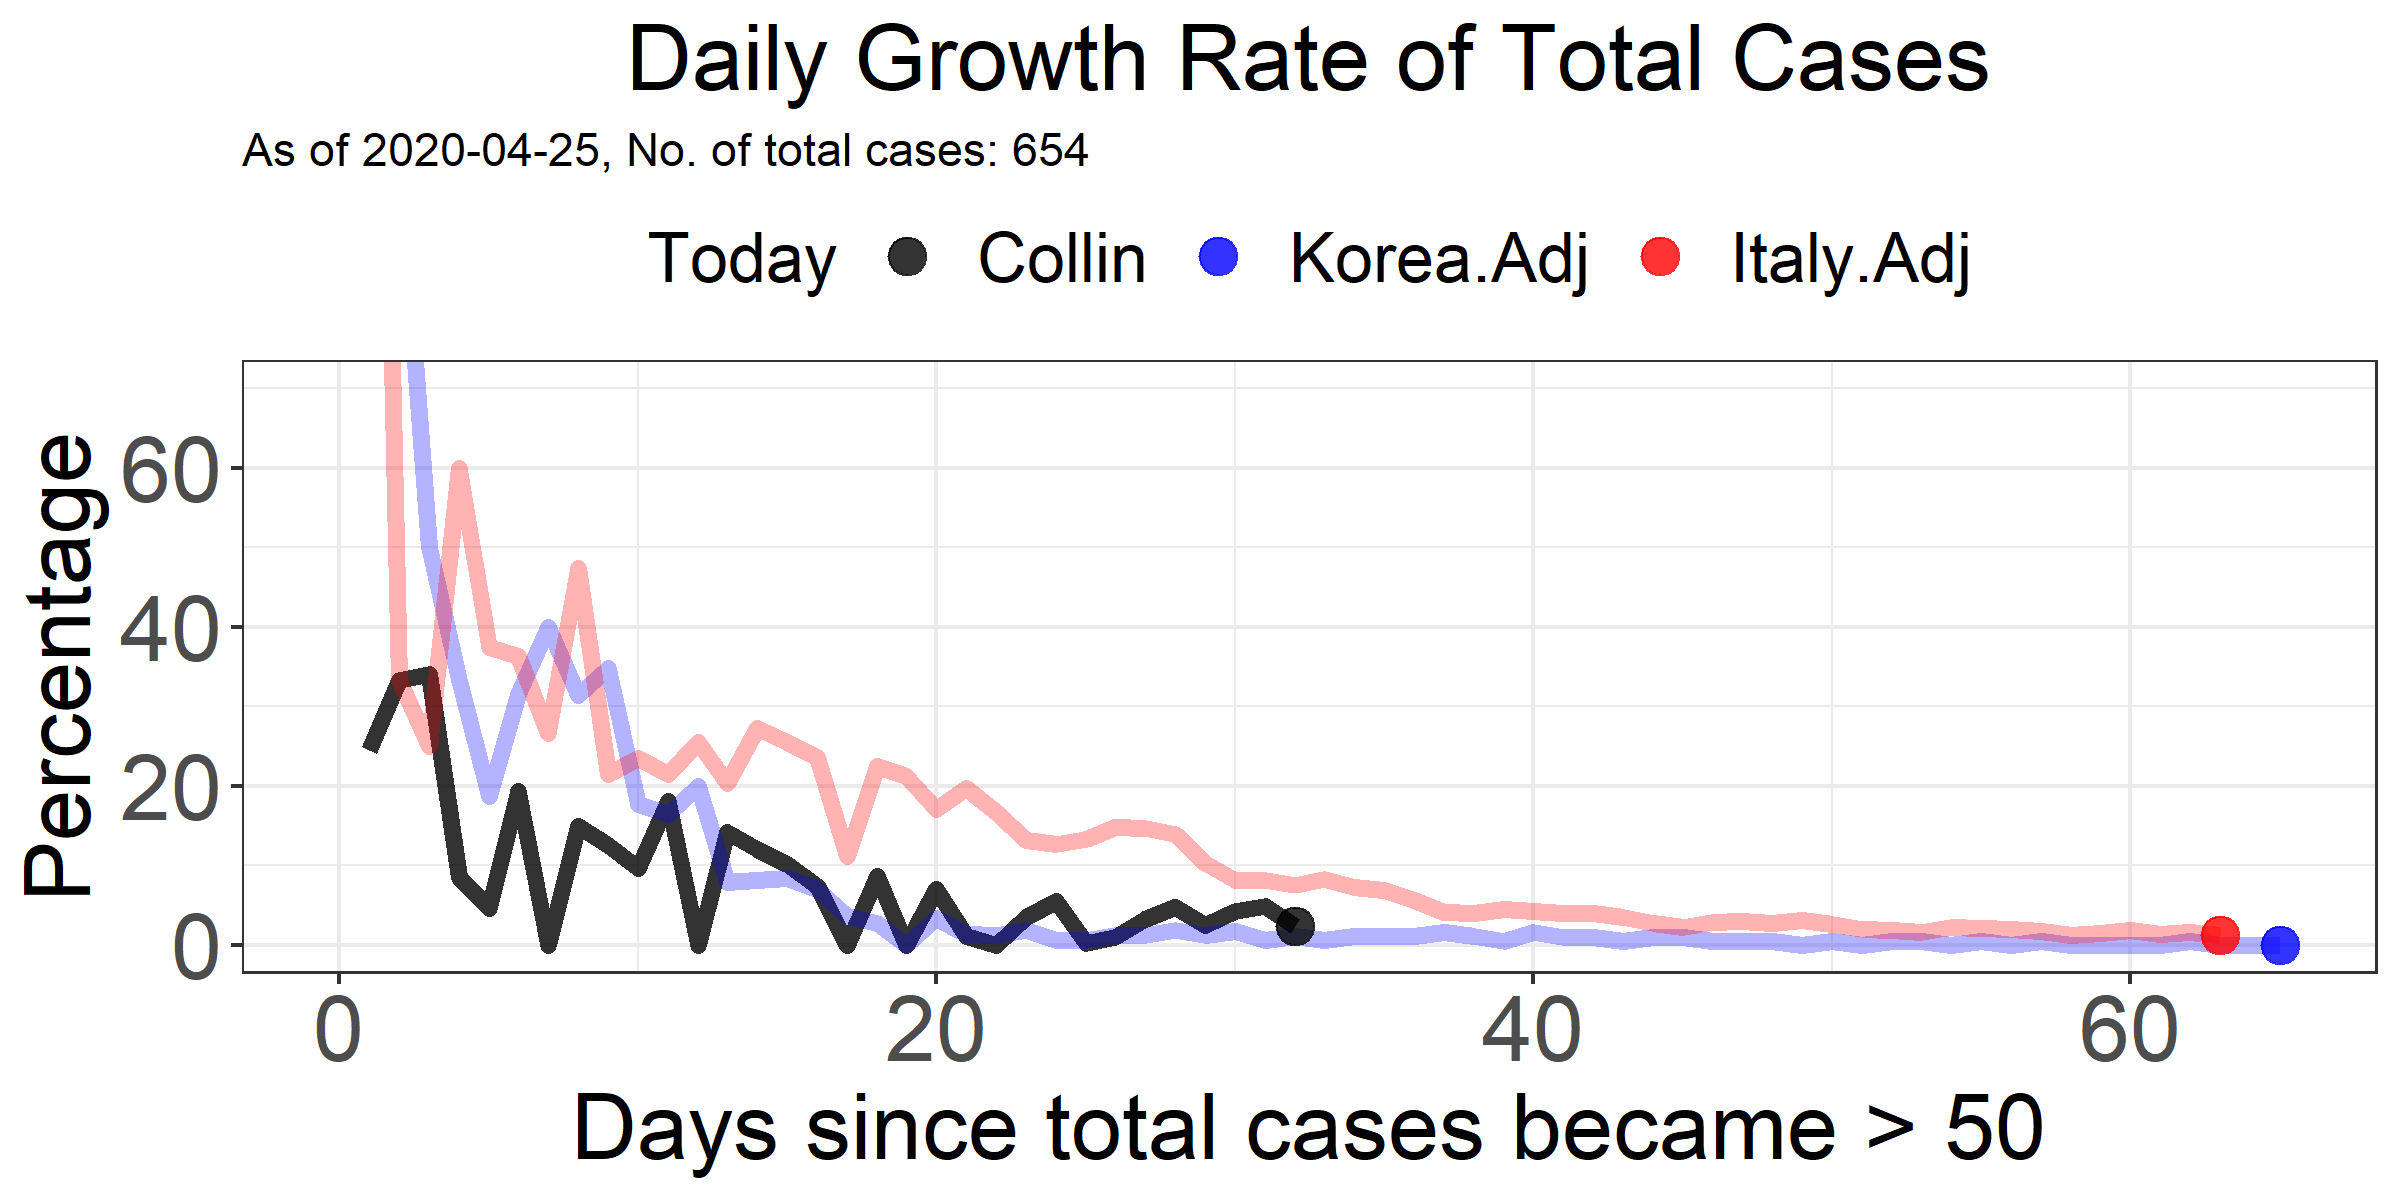 Daily Growth Rate of Total Cases
As of 2020-04-25, No. of total cases: 654
Today Collin Korea.Adj Italy.Adj
Percentage
60
40
20
0
0 20 40 60
Days since total cases became > 50